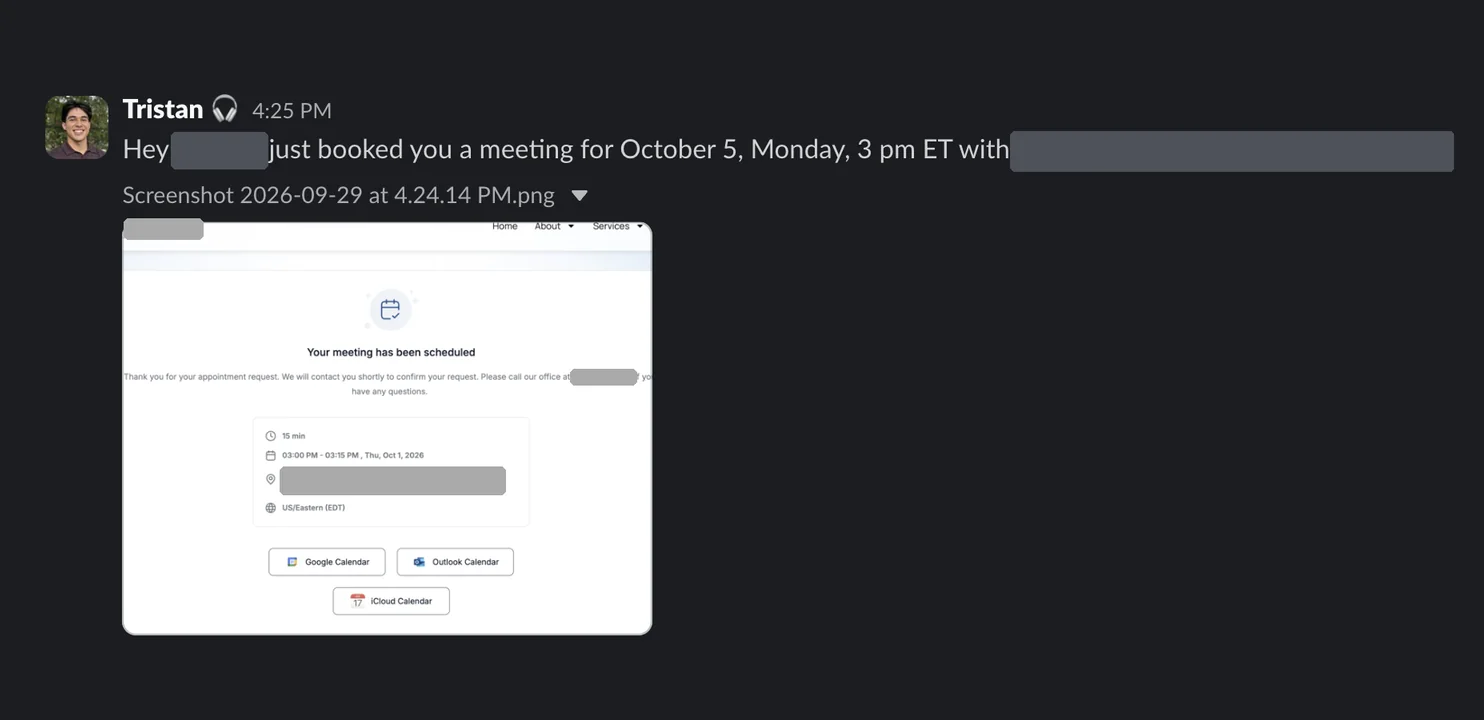 Tristan 4:25 PM
Hey just booked you a meeting for October 5, Monday, 3 pm ET with
Screenshot 2026-09-29 at 4.24.14 PM.png
Home About Services
Your meeting has been scheduled
Thank you for your appointment request. We will contact you shortly to confirm your request. Please call our office at
have any questions.
15 min
03:00 PM - 03:15 PM , Thu, Oct 1, 2026
US/Eastern (EDT)
Google Calendar Outlook Calendar
17 iCloud Calendar